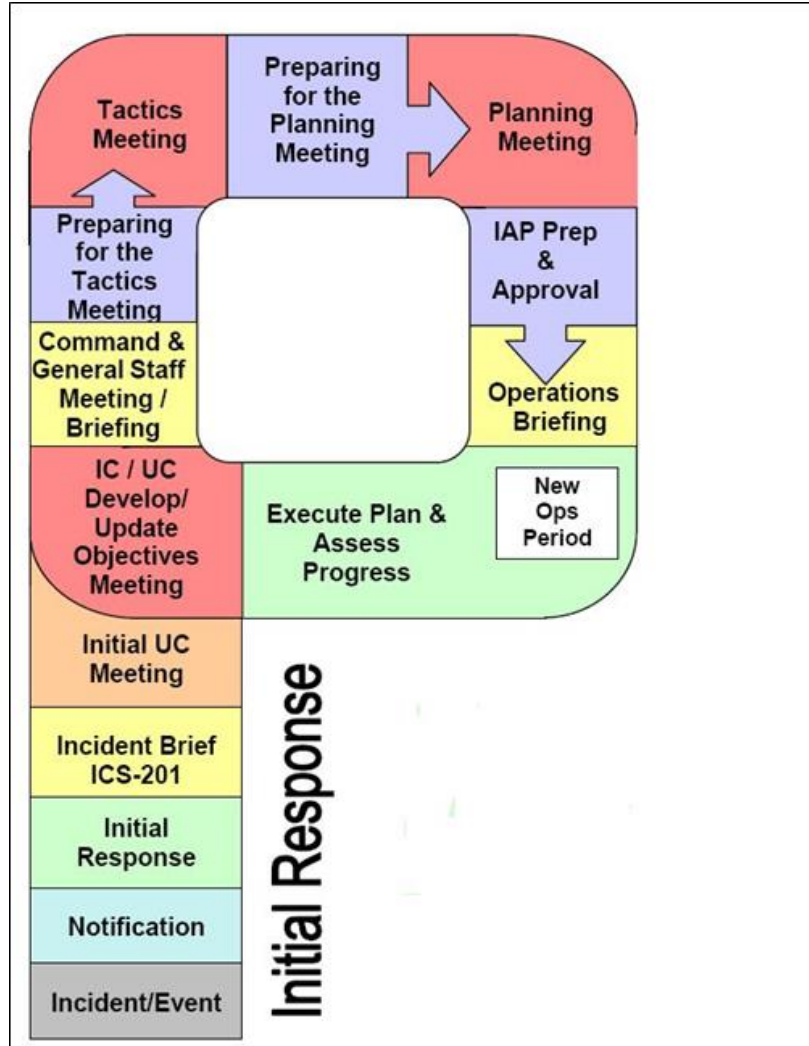 Tactics
Meeting
Preparing
for the
Planning
Meeting
Planning
Meeting
Preparing
for the
Tactics
Meeting
IAP Prep
&
Approval
Command &
General Staff
Meeting /
Briefing
Operations
Briefing
IC / UC
Develop/
Update
Objectives
Meeting
Execute Plan &
Assess
Progress
New
Ops
Period
Initial UC
Meeting
Incident Brief
ICS-201
Initial
Response
Notification
Incident/Event
Initial Response